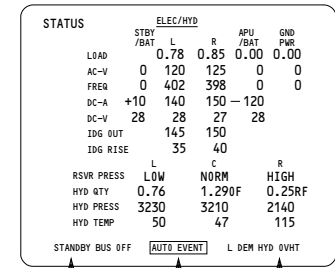 STATUS
ELEC/HYD
STBY APU GND
/BAT L R /BAT PWR
LOAD 0.78 0.85 0.00 0.00
AC-V 0 120 125 0 0
FREQ 0 402 398 0 0
DC-A +10 140 150 -120
DC-V 28 28 27 28
IDG OUT 145 150
IDG RISE 35 40
L C R
RSVR PRESS LOW NORM HIGH
HYD QTY 0.76 1.29OF 0.25RF
HYD PRESS 3230 3210 2140
HYD TEMP 50 47 115
STANDBY BUS OFF AUTO EVENT L DEM HYD OVHT